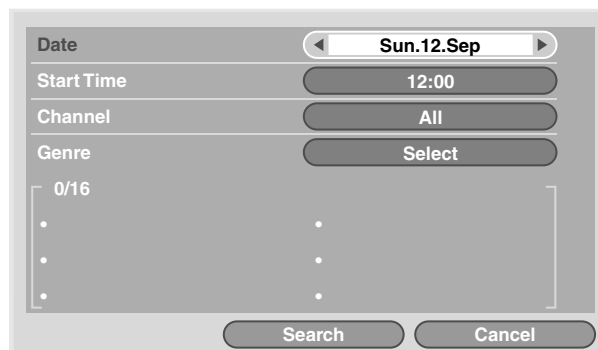 Date Sun.12.Sep
Start Time 12:00
Channel All
Genre Select
0/16
Search Cancel